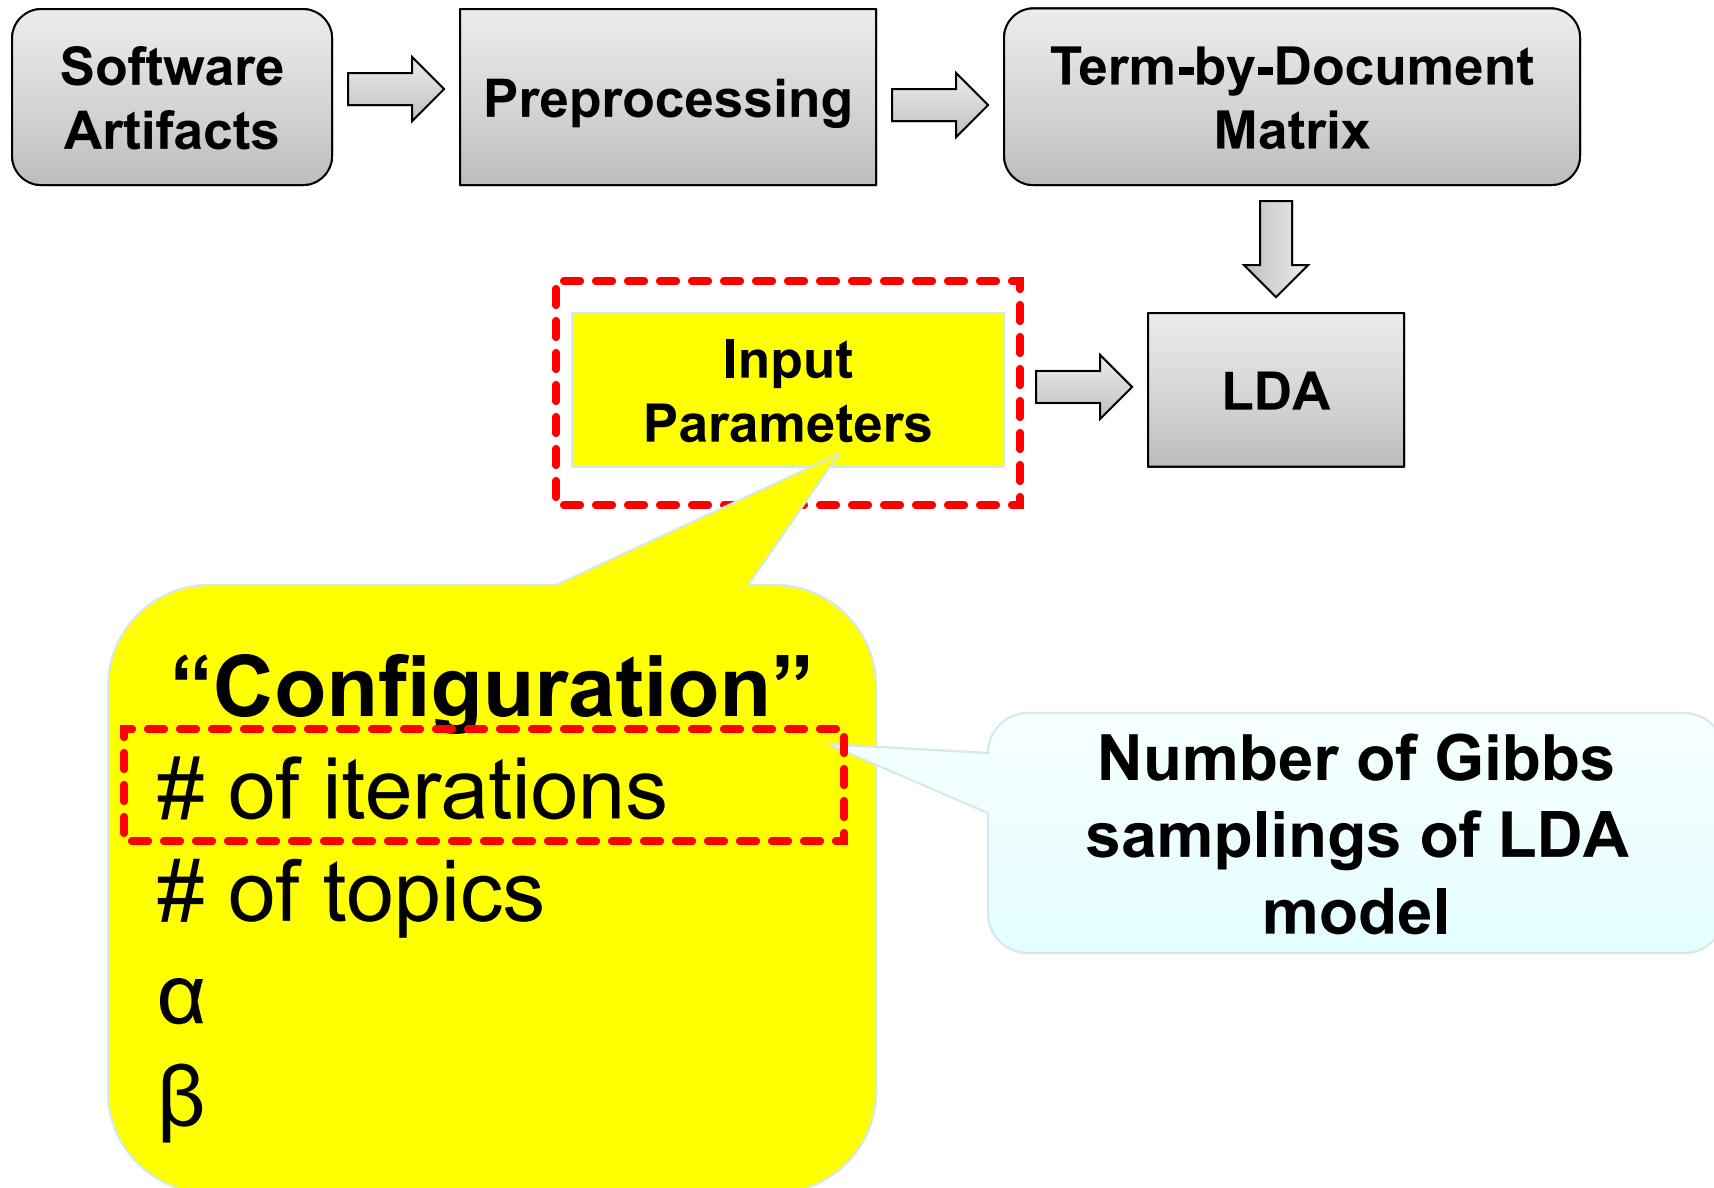 Software
Artifacts
Preprocessing
Term-by-Document
Matrix
Input
Parameters
LDA
“Configuration”
# of iterations
# of topics
α
β
Number of Gibbs
samplings of LDA
model